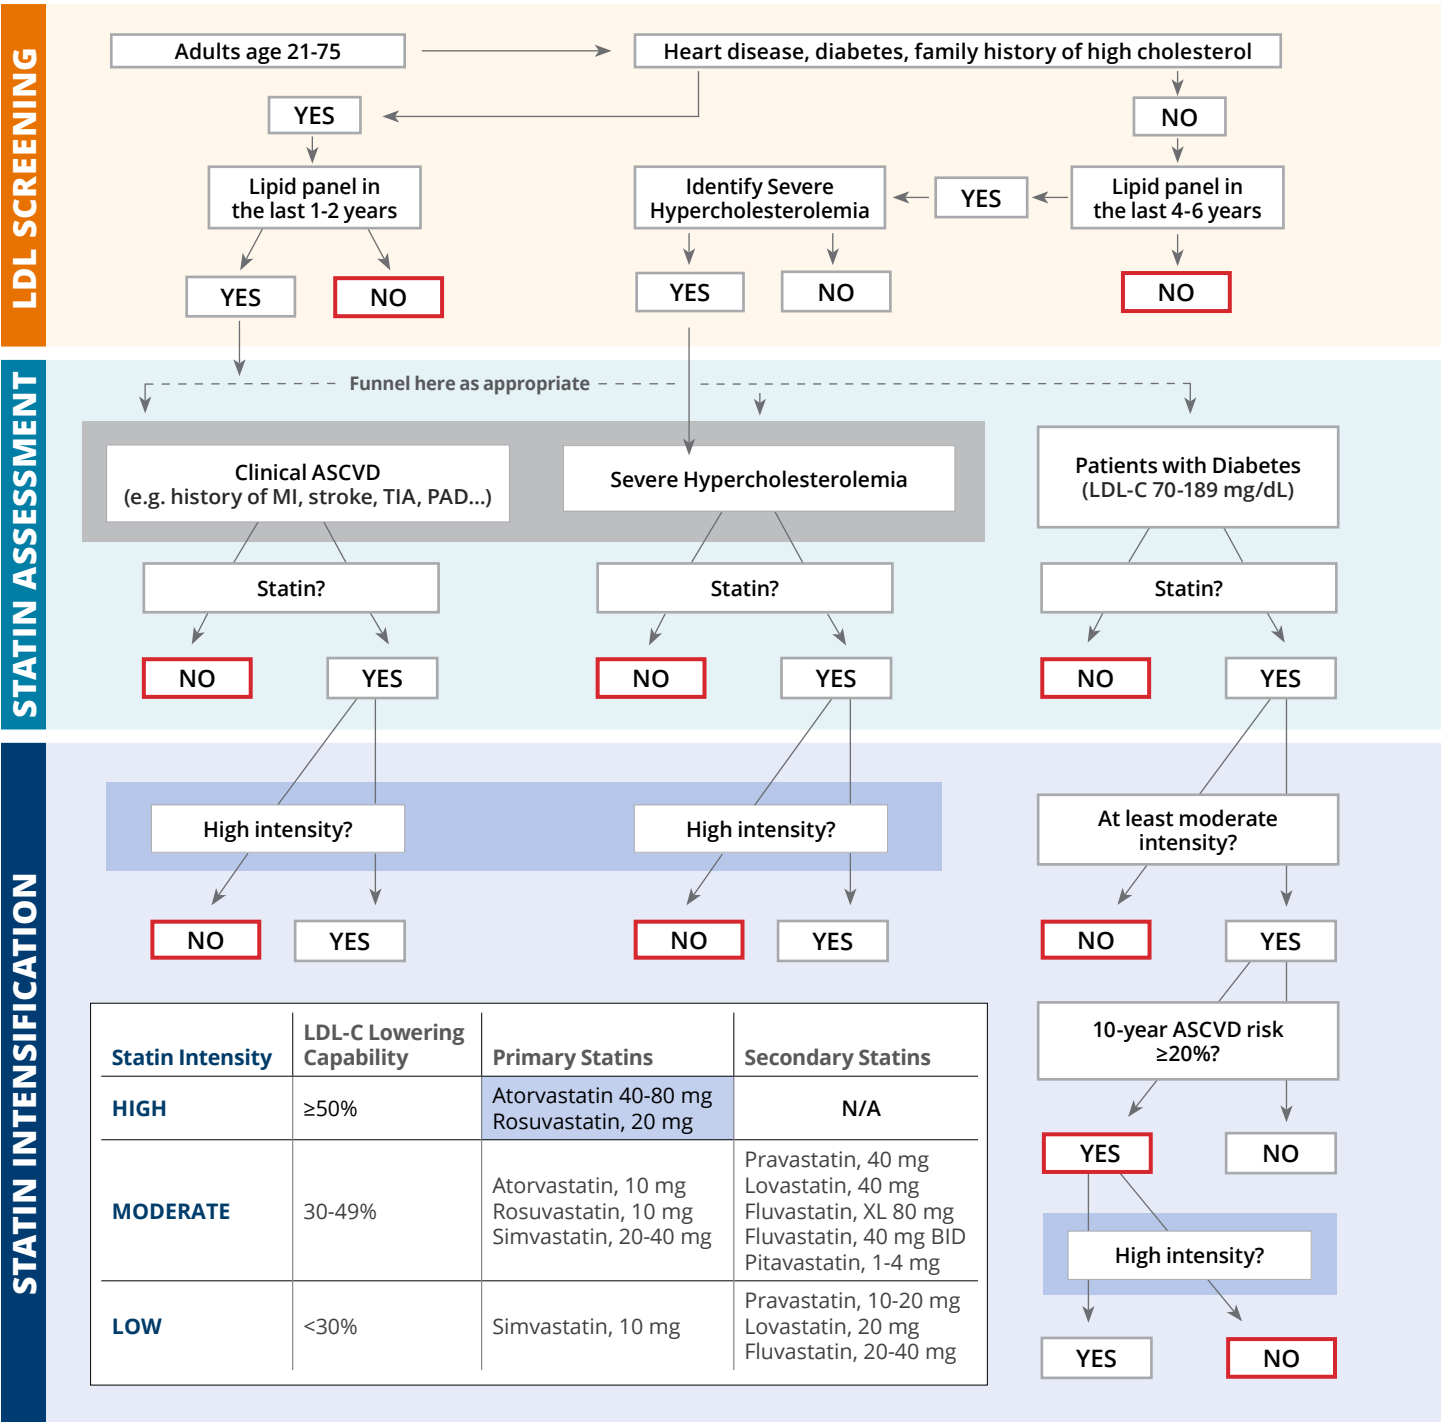 LDL SCREENING
Adults age 21-75
Heart disease, diabetes, family history of high cholesterol
YES
NO
Lipid panel in
the last 1-2 years
Identify Severe
Hypercholesterolemia
YES
Lipid panel in
the last 4-6 years
YES
NO
YES
NO
NO
STATIN ASSESSMENT
Funnel here as appropriate
Clinical ASCVD
(e.g. history of MI, stroke, TIA, PAD...)
Severe Hypercholesterolemia
Patients with Diabetes
(LDL-C 70-189 mg/dL)
Statin?
Statin?
Statin?
NO
YES
NO
YES
NO
YES
STATIN INTENSIFICATION
High intensity?
High intensity?
At least moderate
intensity?
NO
YES
NO
YES
NO
YES
10-year ASCVD risk
≥20%?
YES
NO
High intensity?
YES
NO
Statin Intensity
LDL-C Lowering
Capability
Primary Statins
Secondary Statins
HIGH
≥50%
Atorvastatin 40-80 mg
Rosuvastatin, 20 mg
N/A
MODERATE
30-49%
Atorvastatin, 10 mg
Rosuvastatin, 10 mg
Simvastatin, 20-40 mg
Pravastatin, 40 mg
Lovastatin, 40 mg
Fluvastatin, XL 80 mg
Fluvastatin, 40 mg BID
Pitavastatin, 1-4 mg
LOW
<30%
Simvastatin, 10 mg
Pravastatin, 10-20 mg
Lovastatin, 20 mg
Fluvastatin, 20-40 mg